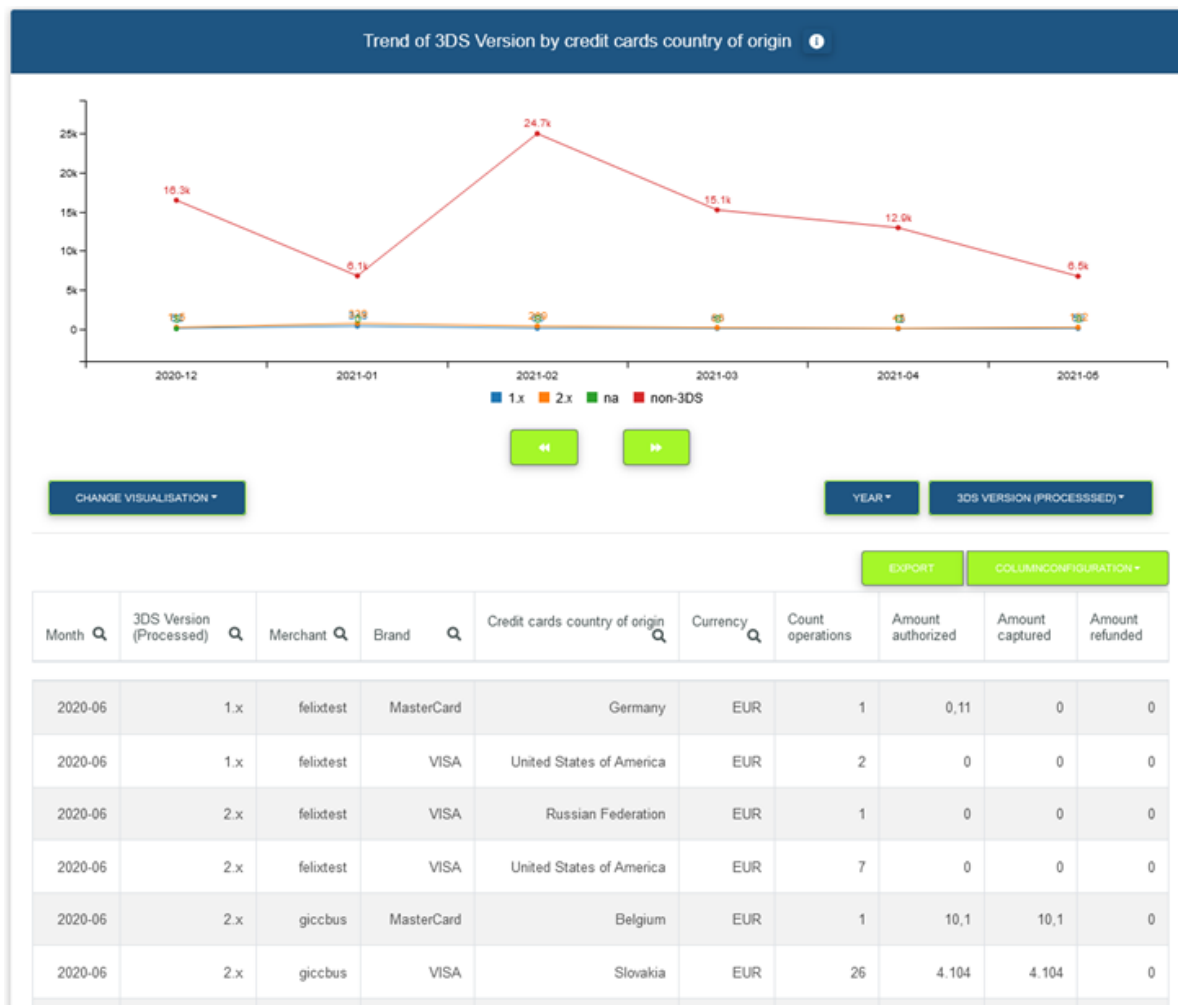 Trend of 3DS Version by credit cards country of origin
25k
24.7k
20k
16.3k
15k
15.1k
12.9k
10k
6.1k
6.5k
5k
0
2020-12 2021-01 2021-02 2021-03 2021-04 2021-05
1.x 2.x na non-3DS
CHANGE VISUALISATION YEAR 3DS VERSION (PROCESSSED)
EXPORT COLUMNCONFIGURATION
Month 3DS Version (Processed) Merchant Brand Credit cards country of origin Currency Count operations Amount authorized Amount captured Amount refunded
2020-06 1.x felixtest MasterCard Germany EUR 1 0,11 0 0
2020-06 1.x felixtest VISA United States of America EUR 2 0 0 0
2020-06 2.x felixtest VISA Russian Federation EUR 1 0 0 0
2020-06 2.x felixtest VISA United States of America EUR 7 0 0 0
2020-06 2.x giccbus MasterCard Belgium EUR 1 10,1 10,1 0
2020-06 2.x giccbus VISA Slovakia EUR 26 4.104 4.104 0